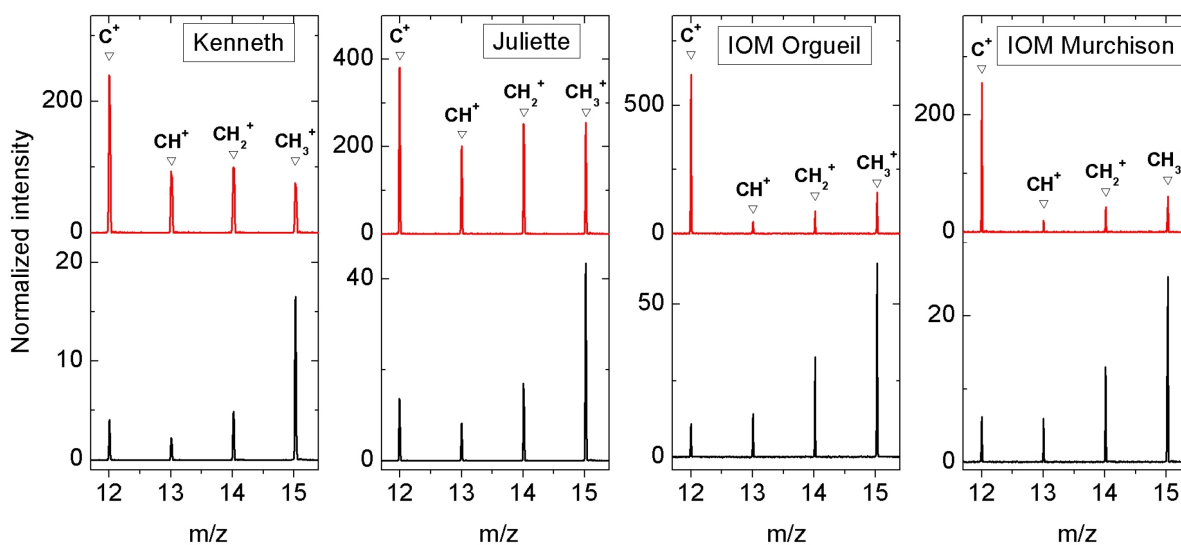 Normalized intensity
Kenneth
C+
CH+
CH2+
CH3+
200
0
20
10
0
12 13 14 15
m/z
Juliette
C+
CH+
CH2+
CH3+
400
200
0
40
0
12 13 14 15
m/z
IOM Orgueil
C+
CH+
CH2+
CH3+
500
0
50
0
12 13 14 15
m/z
IOM Murchison
C+
CH+
CH2+
CH3
200
0
20
0
12 13 14 15
m/z